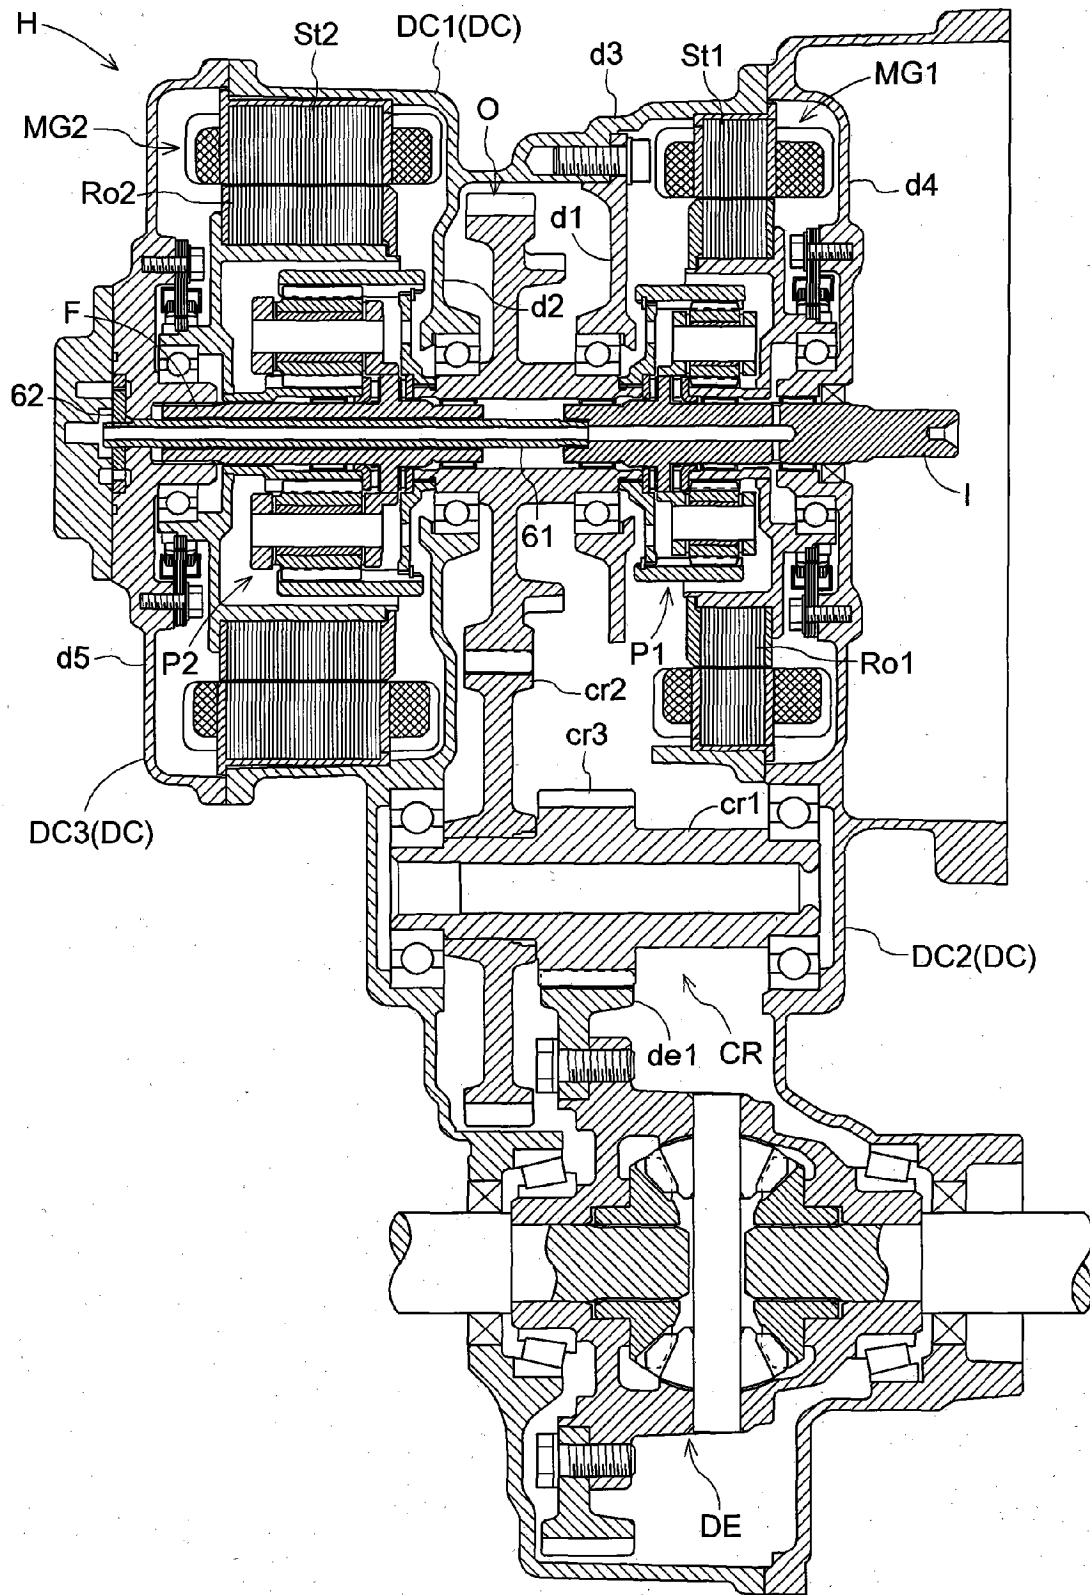 H
St2
DC1(DC)
d3
St1
MG1
MG2
O
Ro2
d4
d1
d2
F
62
I
61
d5
P2
P1
Ro1
cr2
cr3
cr1
DC3(DC)
DC2(DC)
de1
CR
DE